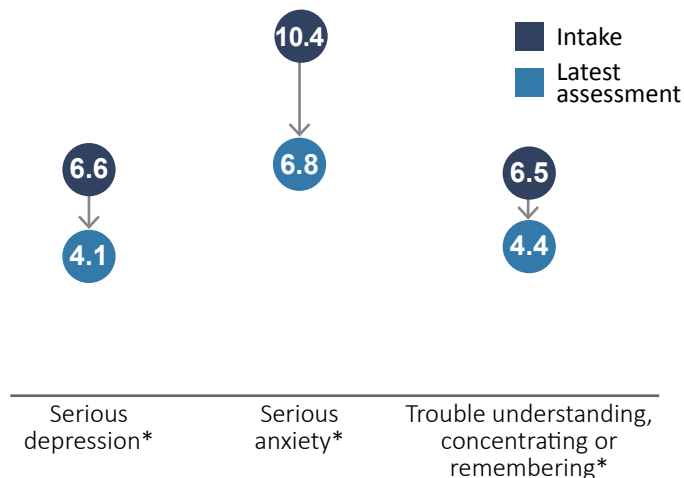 10.4
Intake
Latest
assessment
6.6
6.8
6.5
4.1
4.4
Serious
depression*
Serious
anxiety*
Trouble understanding,
concentrating or
remembering*